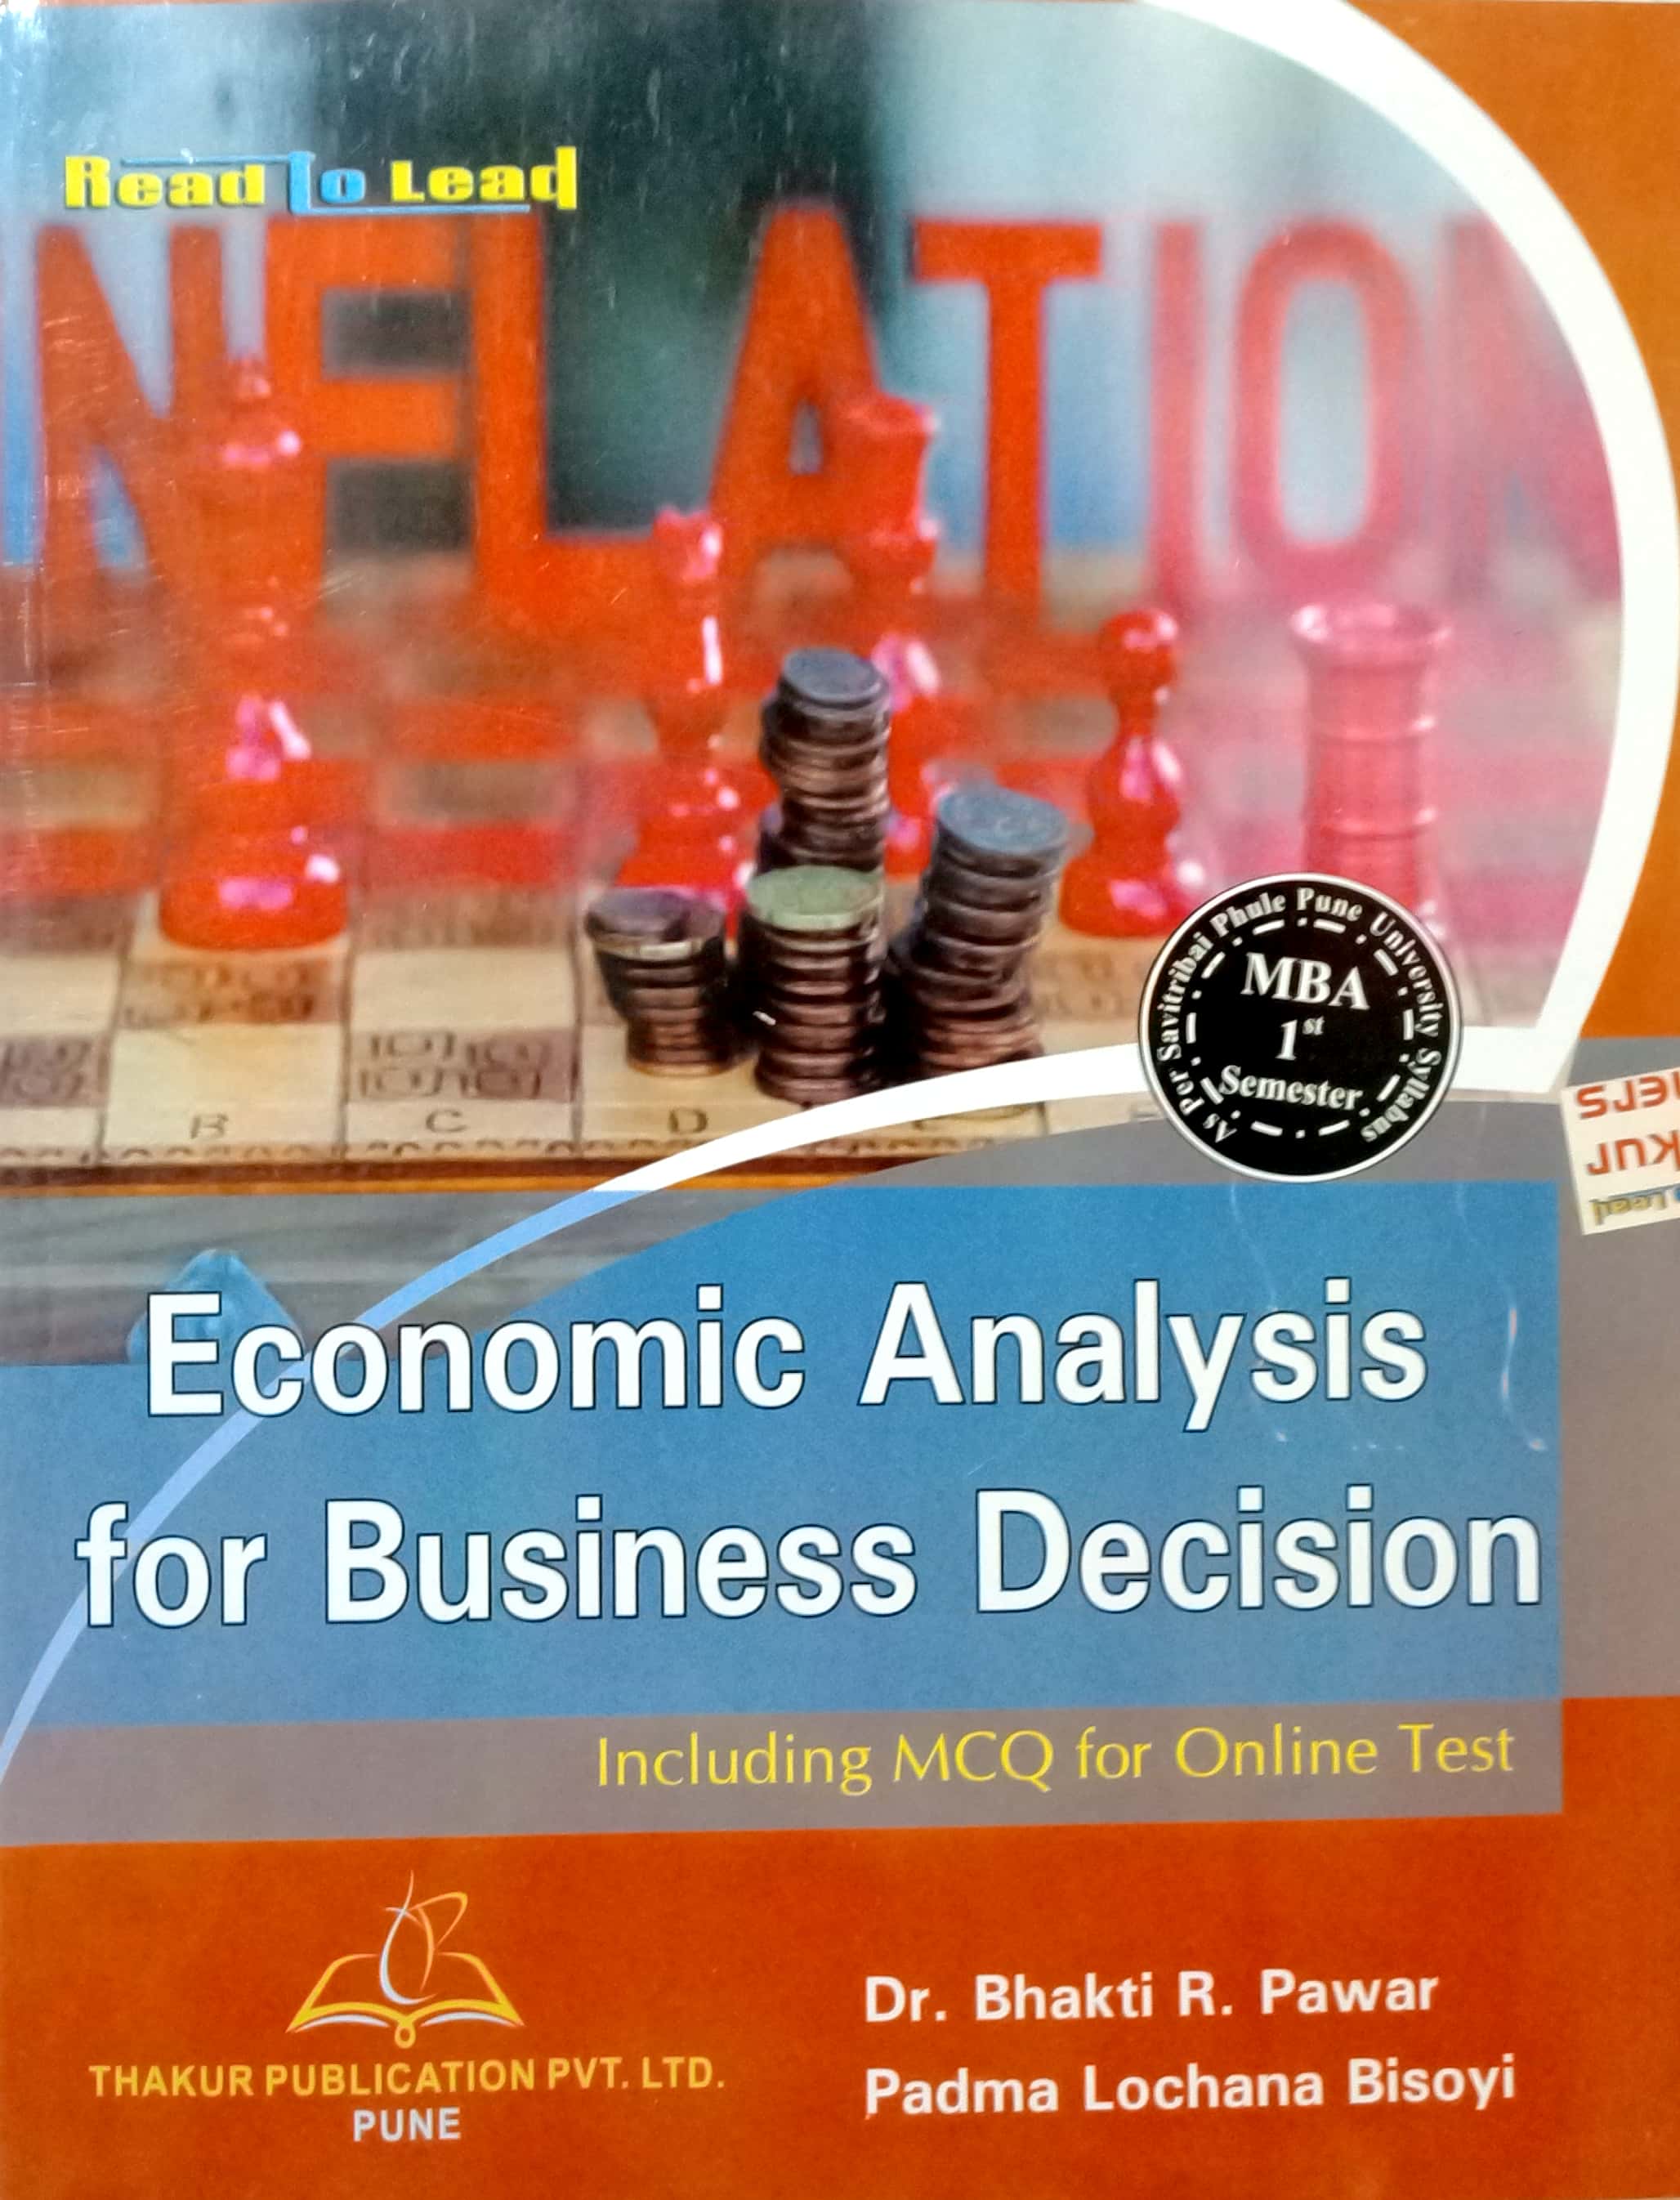 Read to Lead
INFLATION
As Per Savitribai Phule Pune University Syllabus
MBA
1st
Semester
B
C
D
E
Economic Analysis
for Business Decision
Including MCQ for Online Test
THAKUR PUBLICATION PVT. LTD.
PUNE
Dr. Bhakti R. Pawar
Padma Lochana Bisoyi